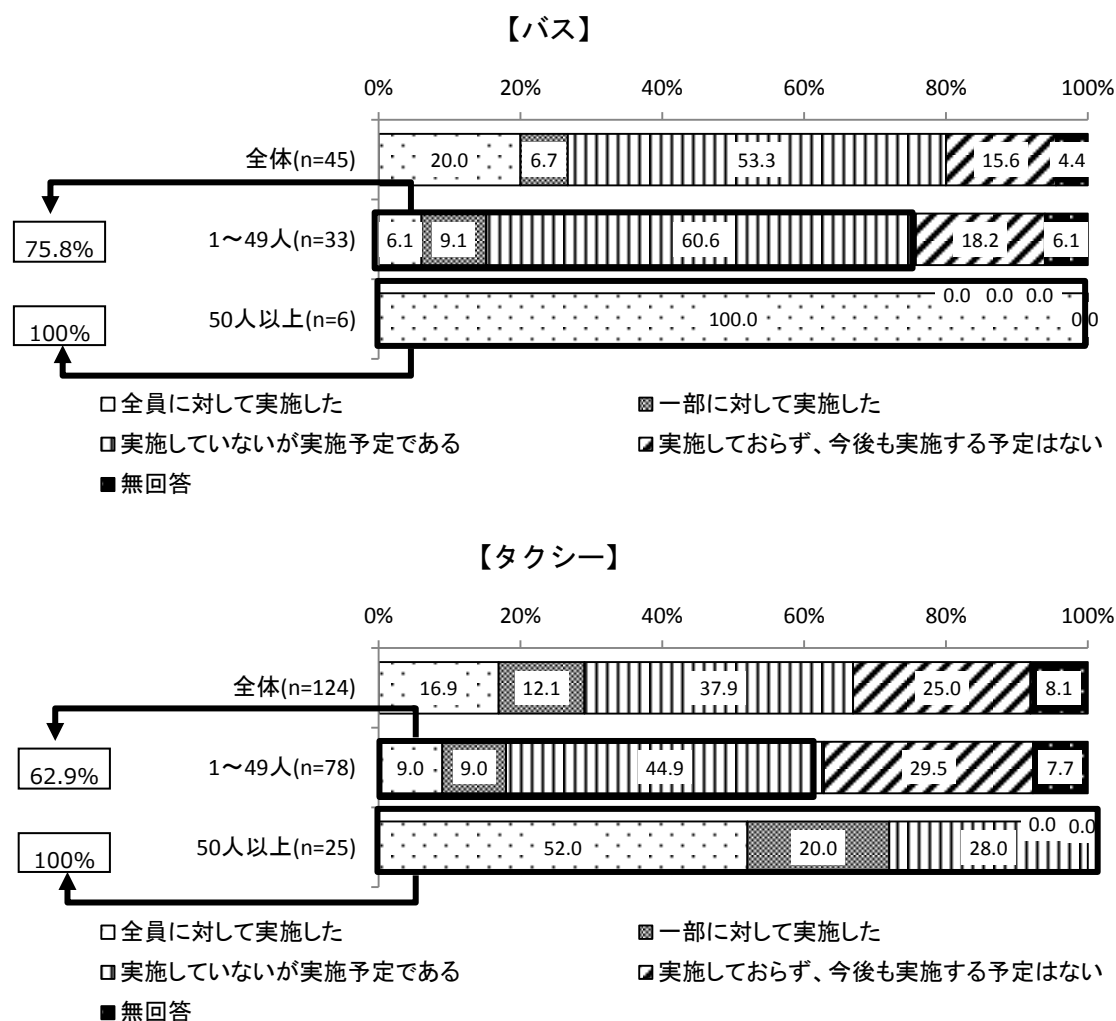 【バス】
0% 20% 40% 60% 80% 100%
全体(n=45) 20.0 6.7 53.3 15.6 4.4
75.8% 1～49人(n=33) 6.1 9.1 60.6 18.2 6.1
100% 50人以上(n=6) 100.0 0.0 0.0 0.0 0.0
全員に対して実施した 一部に対して実施した
実施していないが実施予定である 実施しておらず、今後も実施する予定はない
無回答
【タクシー】
0% 20% 40% 60% 80% 100%
全体(n=124) 16.9 12.1 37.9 25.0 8.1
62.9% 1～49人(n=78) 9.0 9.0 44.9 29.5 7.7
100% 50人以上(n=25) 52.0 20.0 28.0 0.0 0.0
全員に対して実施した 一部に対して実施した
実施していないが実施予定である 実施しておらず、今後も実施する予定はない
無回答